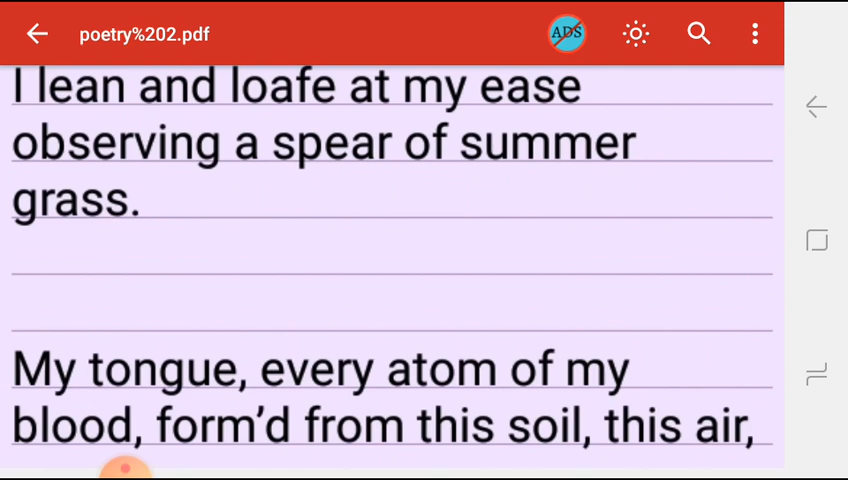 poetry%202.pdf
ADS
I lean and loafe at my ease
observing a spear of summer
grass.
My tongue, every atom of my
blood, form’d from this soil, this air,